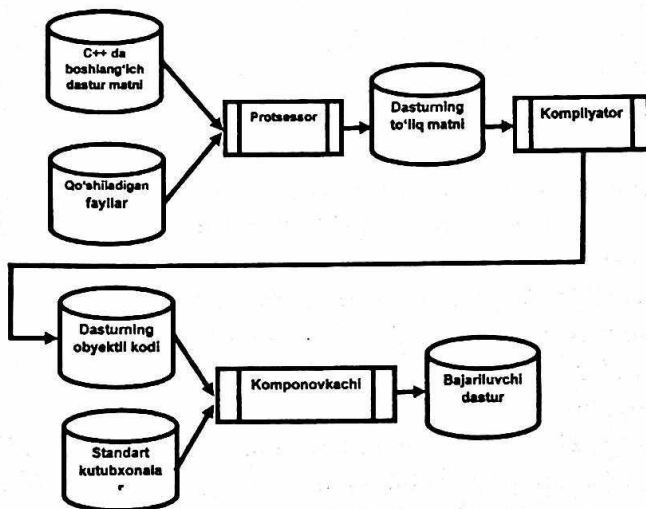 C++ da
boshlang‘ich
dastur matni
Protsessor
Dasturning
to‘liq matni
Kompilyator
Qo‘shiladigan
fayllar
Dasturning
obyektli kodi
Komponovkachi
Bajariluvchi
dastur
Standart
kutubxonala
r